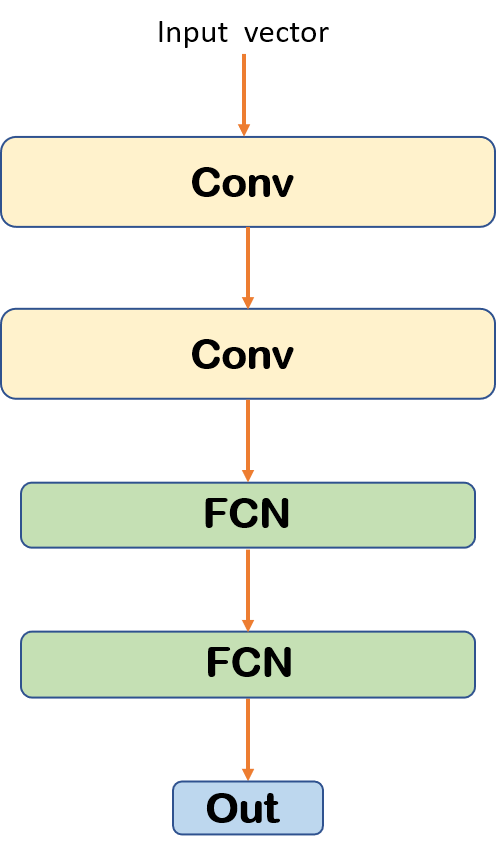 Input vector
Conv
Conv
FCN
FCN
Out